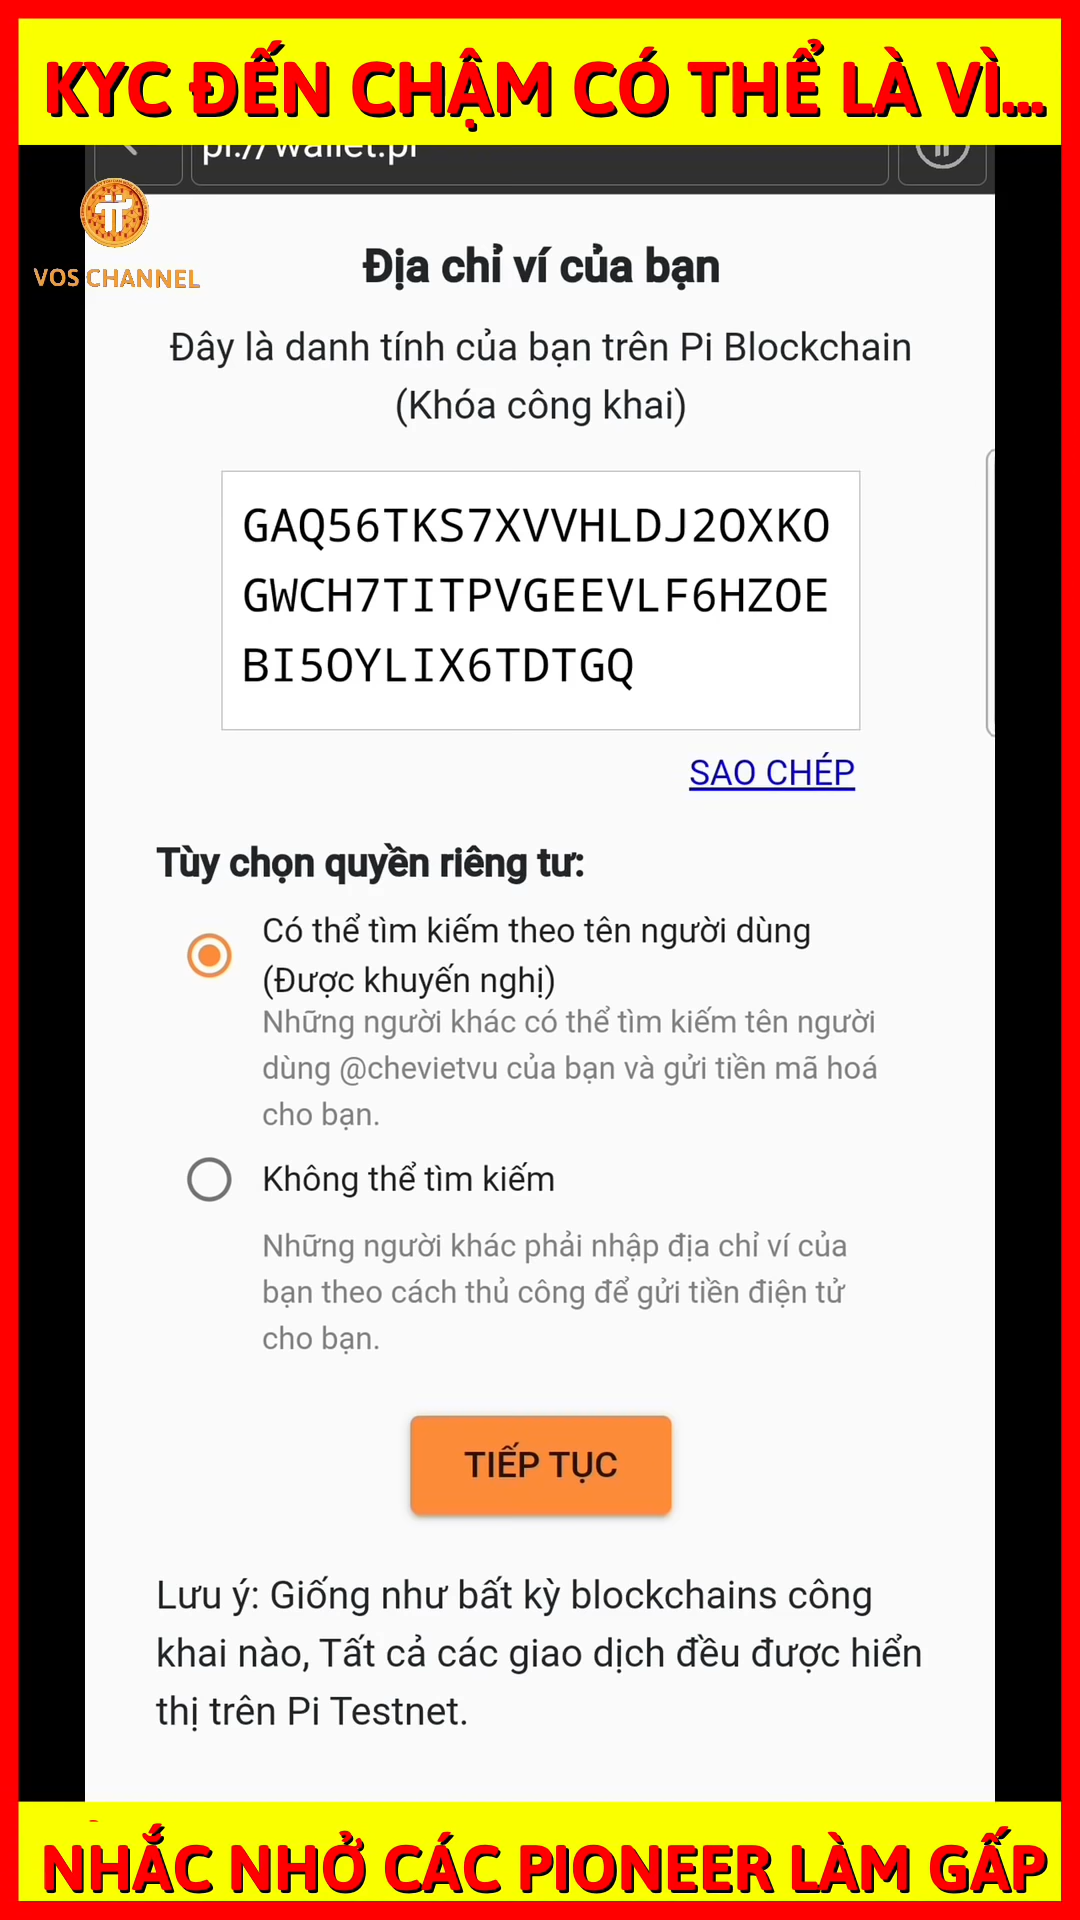 KYC ĐẾN CHẬM CÓ THỂ LÀ VÌ...
pi://wallet.pi
VOS CHANNEL
Địa chỉ ví của bạn
Đây là danh tính của bạn trên Pi Blockchain
(Khóa công khai)
GAQ56TKS7XVVHLDJ2OXKO
GWCH7TITPVGEEVLF6HZOE
BI5OYLIX6TDTGQ
SAO CHÉP
Tùy chọn quyền riêng tư:
Có thể tìm kiếm theo tên người dùng
(Được khuyến nghị)
Những người khác có thể tìm kiếm tên người
dùng @chevietvu của bạn và gửi tiền mã hoá
cho bạn.
Không thể tìm kiếm
Những người khác phải nhập địa chỉ ví của
bạn theo cách thủ công để gửi tiền điện tử
cho bạn.
TIẾP TỤC
Lưu ý: Giống như bất kỳ blockchains công
khai nào, Tất cả các giao dịch đều được hiển
thị trên Pi Testnet.
NHẮC NHỞ CÁC PIONEER LÀM GẤP